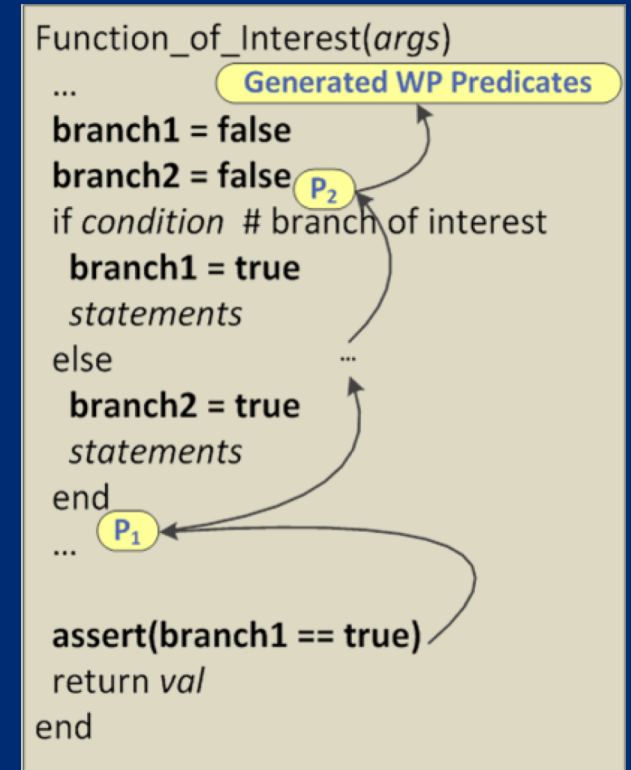 Function_of_Interest(args)
... Generated WP Predicates
branch1 = false
branch2 = false P₂
if condition # branch of interest
branch1 = true
statements
else ...
branch2 = true
statements
end
... P₁
assert(branch1 == true)
return val
end